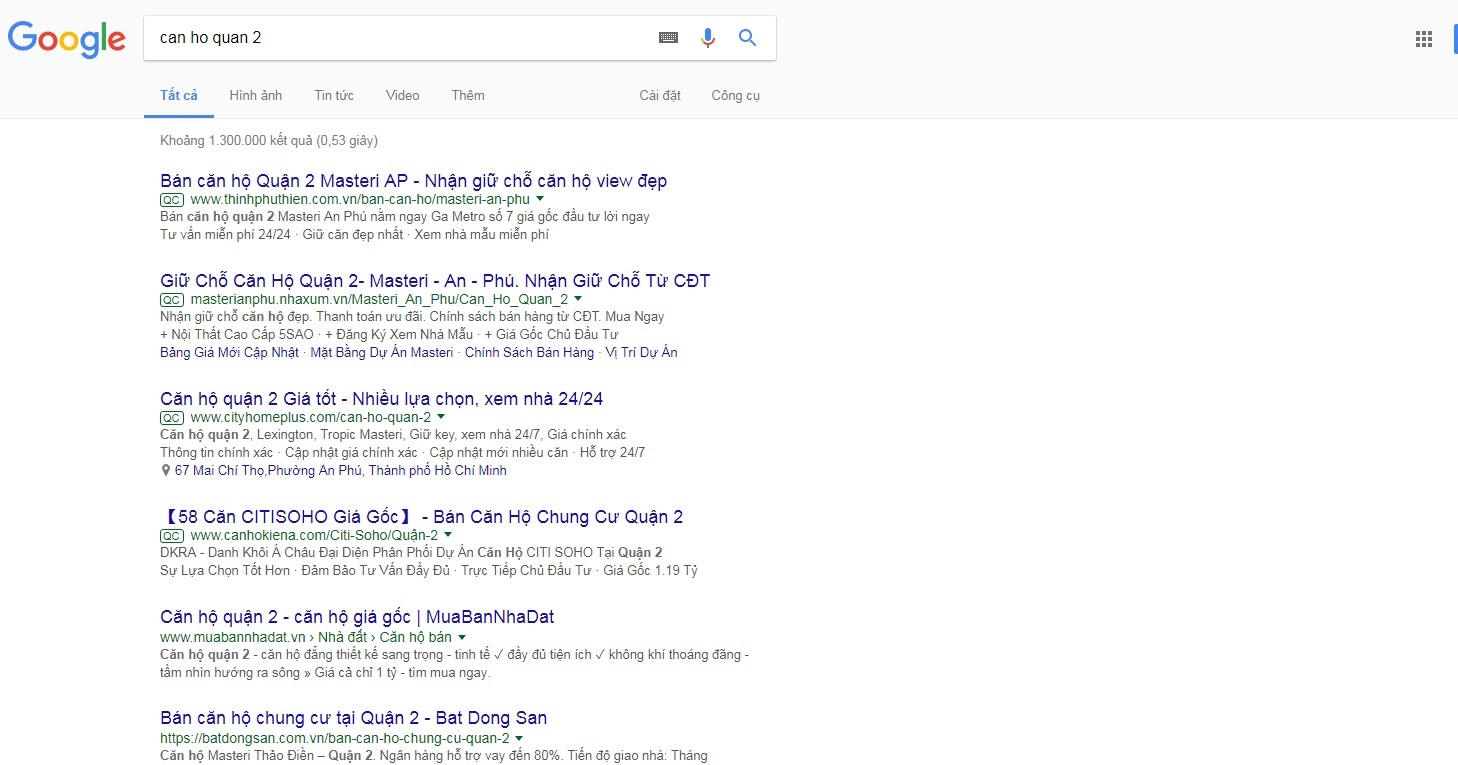 Google
can ho quan 2
Tất cả Hình ảnh Tin tức Video Thêm Cài đặt Công cụ
Khoảng 1.300.000 kết quả (0,53 giây)
Bán căn hộ Quận 2 Masteri AP - Nhận giữ chỗ căn hộ view đẹp
QC www.thinhphuthien.com.vn/ban-can-ho/masteri-an-phu
Bán căn hộ quận 2 Masteri An Phú nằm ngay Ga Metro số 7 giá gốc đầu tư lời ngay
Tư vấn miễn phí 24/24 · Giữ căn đẹp nhất · Xem nhà mẫu miễn phí
Giữ Chỗ Căn Hộ Quận 2- Masteri - An - Phú. Nhận Giữ Chỗ Từ CĐT
QC masterianphu.nhaxum.vn/Masteri_An_Phu/Can_Ho_Quan_2
Nhận giữ chỗ căn hộ đẹp. Thanh toán ưu đãi. Chính sách bán hàng từ CĐT. Mua Ngay
+ Nội Thất Cao Cấp 5SAO · + Đăng Ký Xem Nhà Mẫu · + Giá Gốc Chủ Đầu Tư
Bảng Giá Mới Cập Nhật · Mặt Bằng Dự Án Masteri · Chính Sách Bán Hàng · Vị Trí Dự Án
Căn hộ quận 2 Giá tốt - Nhiều lựa chọn, xem nhà 24/24
QC www.cityhomeplus.com/can-ho-quan-2
Căn hộ quận 2, Lexington, Tropic Masteri, Giữ key, xem nhà 24/7, Giá chính xác
Thông tin chính xác · Cập nhật giá chính xác · Cập nhật mới nhiều căn · Hỗ trợ 24/7
67 Mai Chí Thọ,Phường An Phú, Thành phố Hồ Chí Minh
【58 Căn CITISOHO Giá Gốc】 - Bán Căn Hộ Chung Cư Quận 2
QC www.canhokiena.com/Citi-Soho/Quận-2
DKRA - Danh Khôi Á Châu Đại Diện Phân Phối Dự Án Căn Hộ CITI SOHO Tại Quận 2
Sự Lựa Chọn Tốt Hơn · Đảm Bảo Tư Vấn Đầy Đủ · Trực Tiếp Chủ Đầu Tư · Giá Gốc 1.19 Tỷ
Căn hộ quận 2 - căn hộ giá gốc | MuaBanNhaDat
www.muabannhadat.vn › Nhà đất › Căn hộ bán
Căn hộ quận 2 - căn hộ đẳng thiết kế sang trọng - tinh tế ✓ đầy đủ tiện ích ✓ không khí thoáng đãng -
tầm nhìn hướng ra sông » Giá cả chỉ 1 tỷ - tìm mua ngay.
Bán căn hộ chung cư tại Quận 2 - Bat Dong San
https://batdongsan.com.vn/ban-can-ho-chung-cu-quan-2
Căn hộ Masteri Thảo Điền – Quận 2. Ngân hàng hỗ trợ vay đến 80%. Tiến độ giao nhà: Tháng